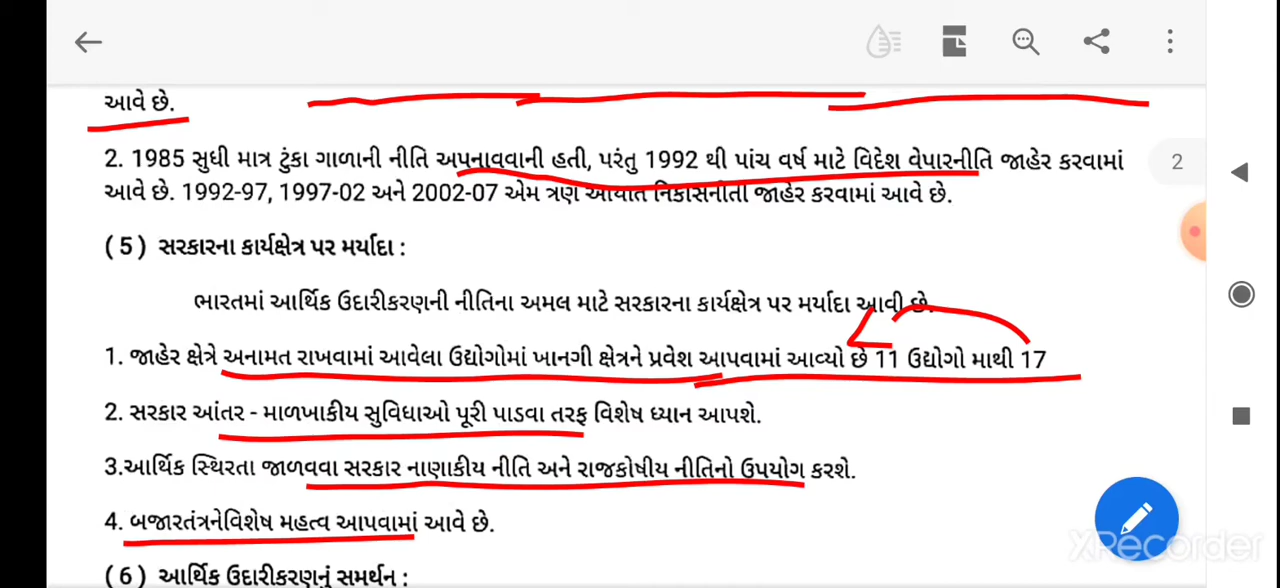 આવે છે.
2. 1985 સુધી માત્ર ટુંકા ગાળાની નીતિ અપનાવવાની હતી, પરંતુ 1992 થી પાંચ વર્ષ માટે વિદેશ વેપારનીતિ જાહેર કરવામાં
2
આવે છે. 1992-97, 1997-02 અને 2002-07 એમ ત્રણ આયાત નિકાસનીતી જાહેર કરવામાં આવે છે.
(5) સરકારના કાર્યક્ષેત્ર પર મર્યાદા :
ભારતમાં આર્થિક ઉદારીકરણની નીતિના અમલ માટે સરકારના કાર્યક્ષેત્ર પર મર્યાદા આવી છે.
1. જાહેર ક્ષેત્રે અનામત રાખવામાં આવેલા ઉદ્યોગોમાં ખાનગી ક્ષેત્રને પ્રવેશ આપવામાં આવ્યો છે 11 ઉદ્યોગો માથી 17
2. સરકાર આંતર - માળખાકીય સુવિધાઓ પૂરી પાડવા તરફ વિશેષ ધ્યાન આપશે.
3.આર્થિક સ્થિરતા જાળવવા સરકાર નાણાકીય નીતિ અને રાજકોષીય નીતિનો ઉપયોગ કરશે.
4. બજારતંત્રનેવિશેષ મહત્વ આપવામાં આવે છે.
XRecorder
(6) આર્થિક ઉદારીકરણનું સમર્થન :